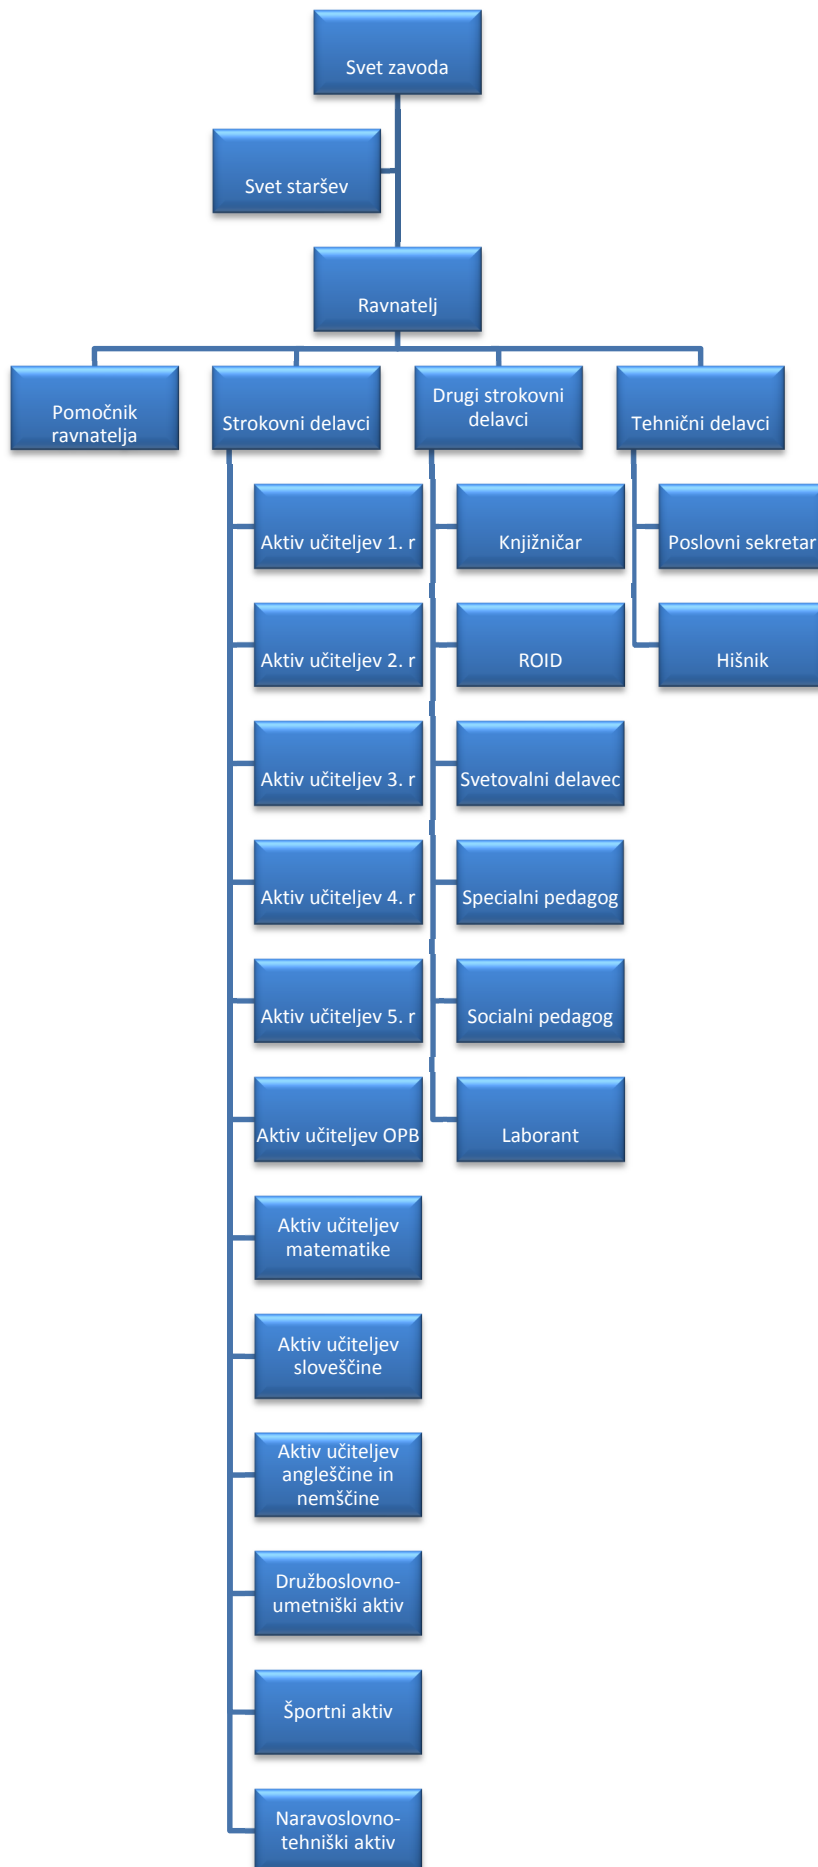 Svet zavoda
Svet staršev
Ravnatelj
Pomočnik
ravnatelja
Strokovni delavci
Drugi strokovni
delavci
Tehnični delavci
Aktiv učiteljev 1. r
Knjižničar
Poslovni sekretar
Aktiv učiteljev 2. r
ROID
Hišnik
Aktiv učiteljev 3. r
Svetovalni delavec
Aktiv učiteljev 4. r
Specialni pedagog
Aktiv učiteljev 5. r
Socialni pedagog
Aktiv učiteljev OPB
Laborant
Aktiv učiteljev
matematike
Aktiv učiteljev
sloveščine
Aktiv učiteljev
angleščine in
nemščine
Družboslovno-
umetniški aktiv
Športni aktiv
Naravoslovno-
tehniški aktiv